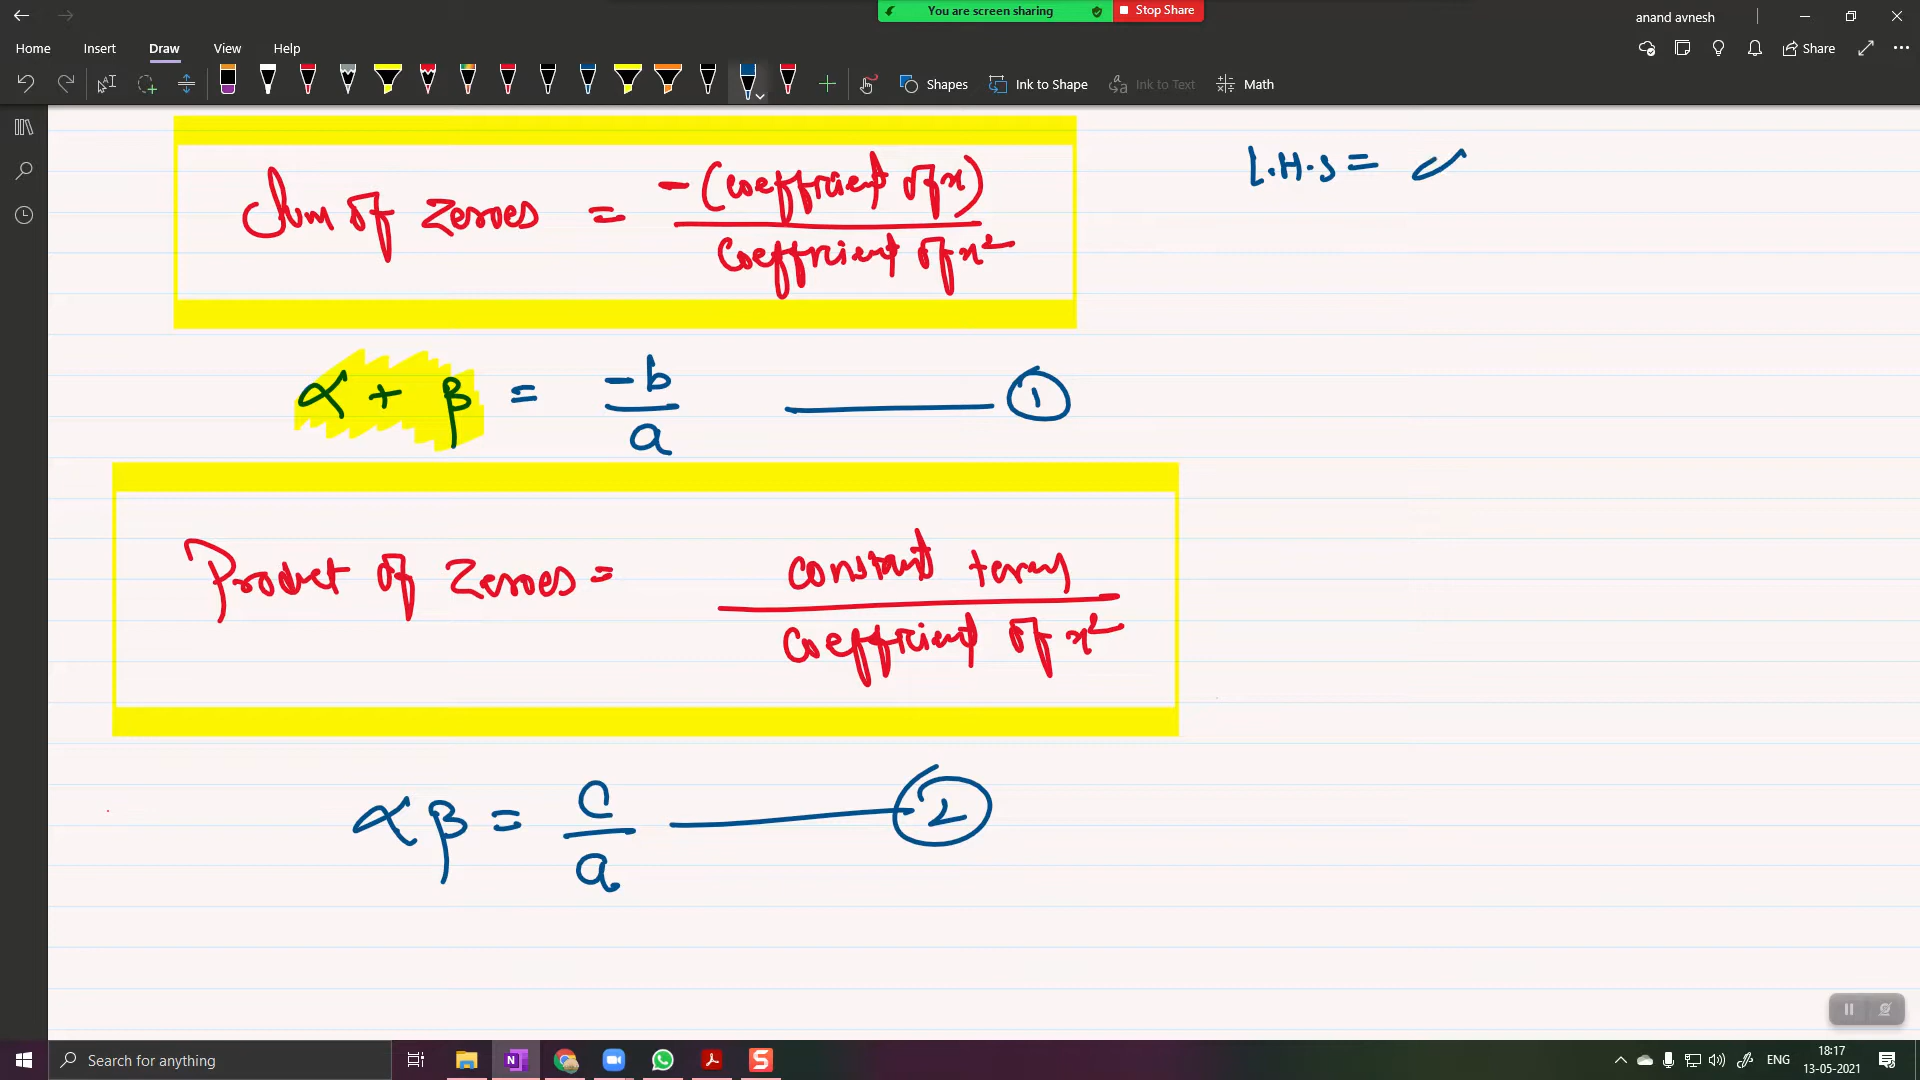 You are screen sharing
Stop Share
anand avnesh
Home Insert Draw View Help
Share
Shapes Ink to Shape Ink to Text Math
Sum of zeroes = -(coefficient of x) / coefficient of x²
L.H.S =
α + β = -b / a ——— ①
Product of zeroes = constant term / coefficient of x²
αβ = c / a ——— ②
Search for anything
ENG
18:17
13-05-2021